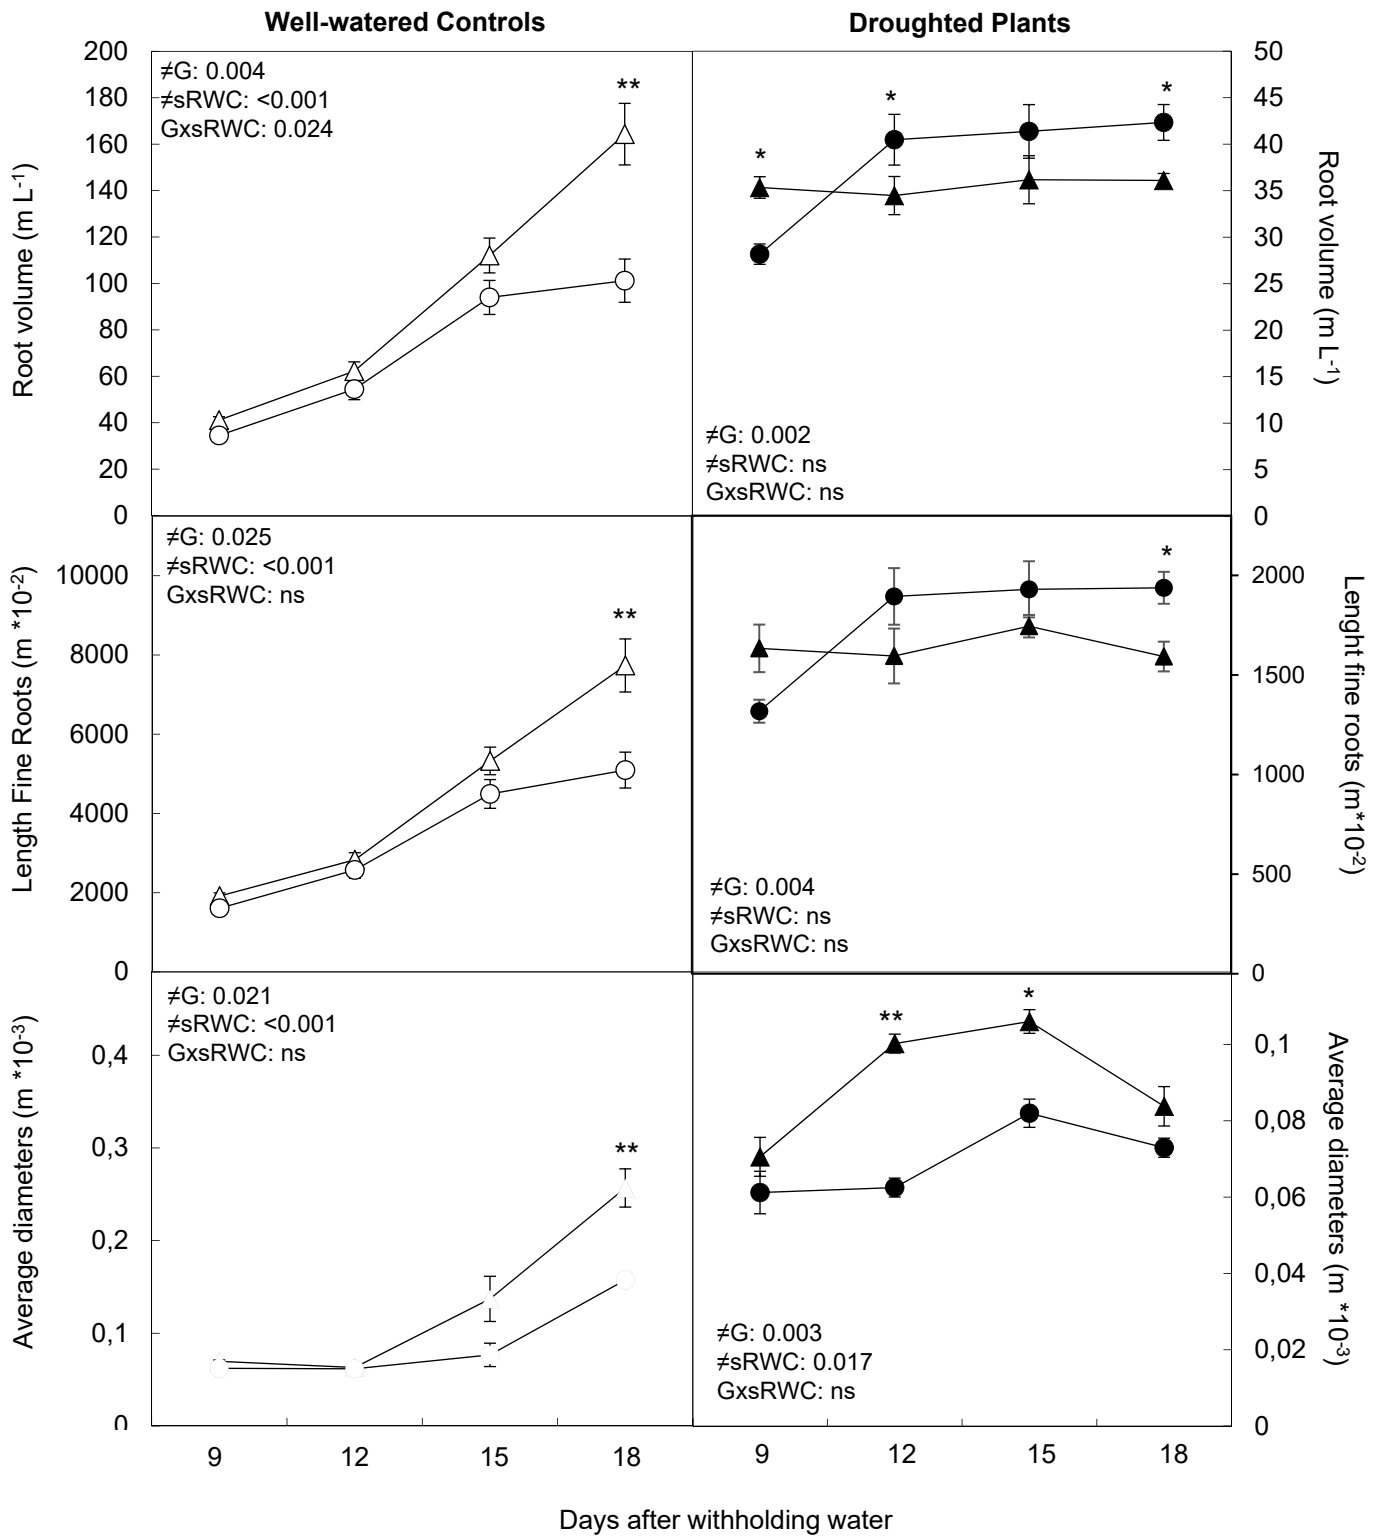 Well-watered Controls
Droughted Plants
Root volume (m L-1)
200
180
160
140
120
100
80
60
40
20
0
≠G: 0.004
≠sRWC: <0.001
GxsRWC: 0.024
**
*
*
*
≠G: 0.002
≠sRWC: ns
GxsRWC: ns
50
45
40
35
30
25
20
15
10
5
0
Root volume (m L-1)
Length Fine Roots (m *10-2)
10000
8000
6000
4000
2000
0
≠G: 0.025
≠sRWC: <0.001
GxsRWC: ns
**
*
≠G: 0.004
≠sRWC: ns
GxsRWC: ns
2000
1500
1000
500
0
Lenght fine roots (m*10-2)
Average diameters (m *10-3)
0,4
0,3
0,2
0,1
0
≠G: 0.021
≠sRWC: <0.001
GxsRWC: ns
**
**
*
≠G: 0.003
≠sRWC: 0.017
GxsRWC: ns
0,1
0,08
0,06
0,04
0,02
0
Average diameters (m *10-3)
9 12 15 18 9 12 15 18
Days after withholding water